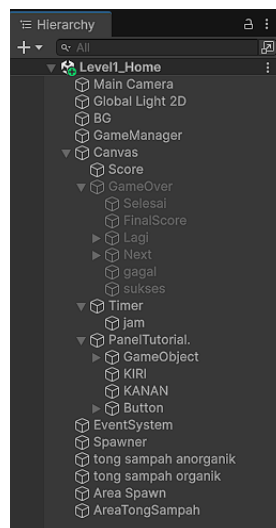 Hierarchy
All
Level1_Home
Main Camera
Global Light 2D
BG
GameManager
Canvas
Score
GameOver
Selesai
FinalScore
Lagi
Next
gagal
sukses
Timer
jam
PanelTutorial.
GameObject
KIRI
KANAN
Button
EventSystem
Spawner
tong sampah anorganik
tong sampah organik
Area Spawn
AreaTongSampah